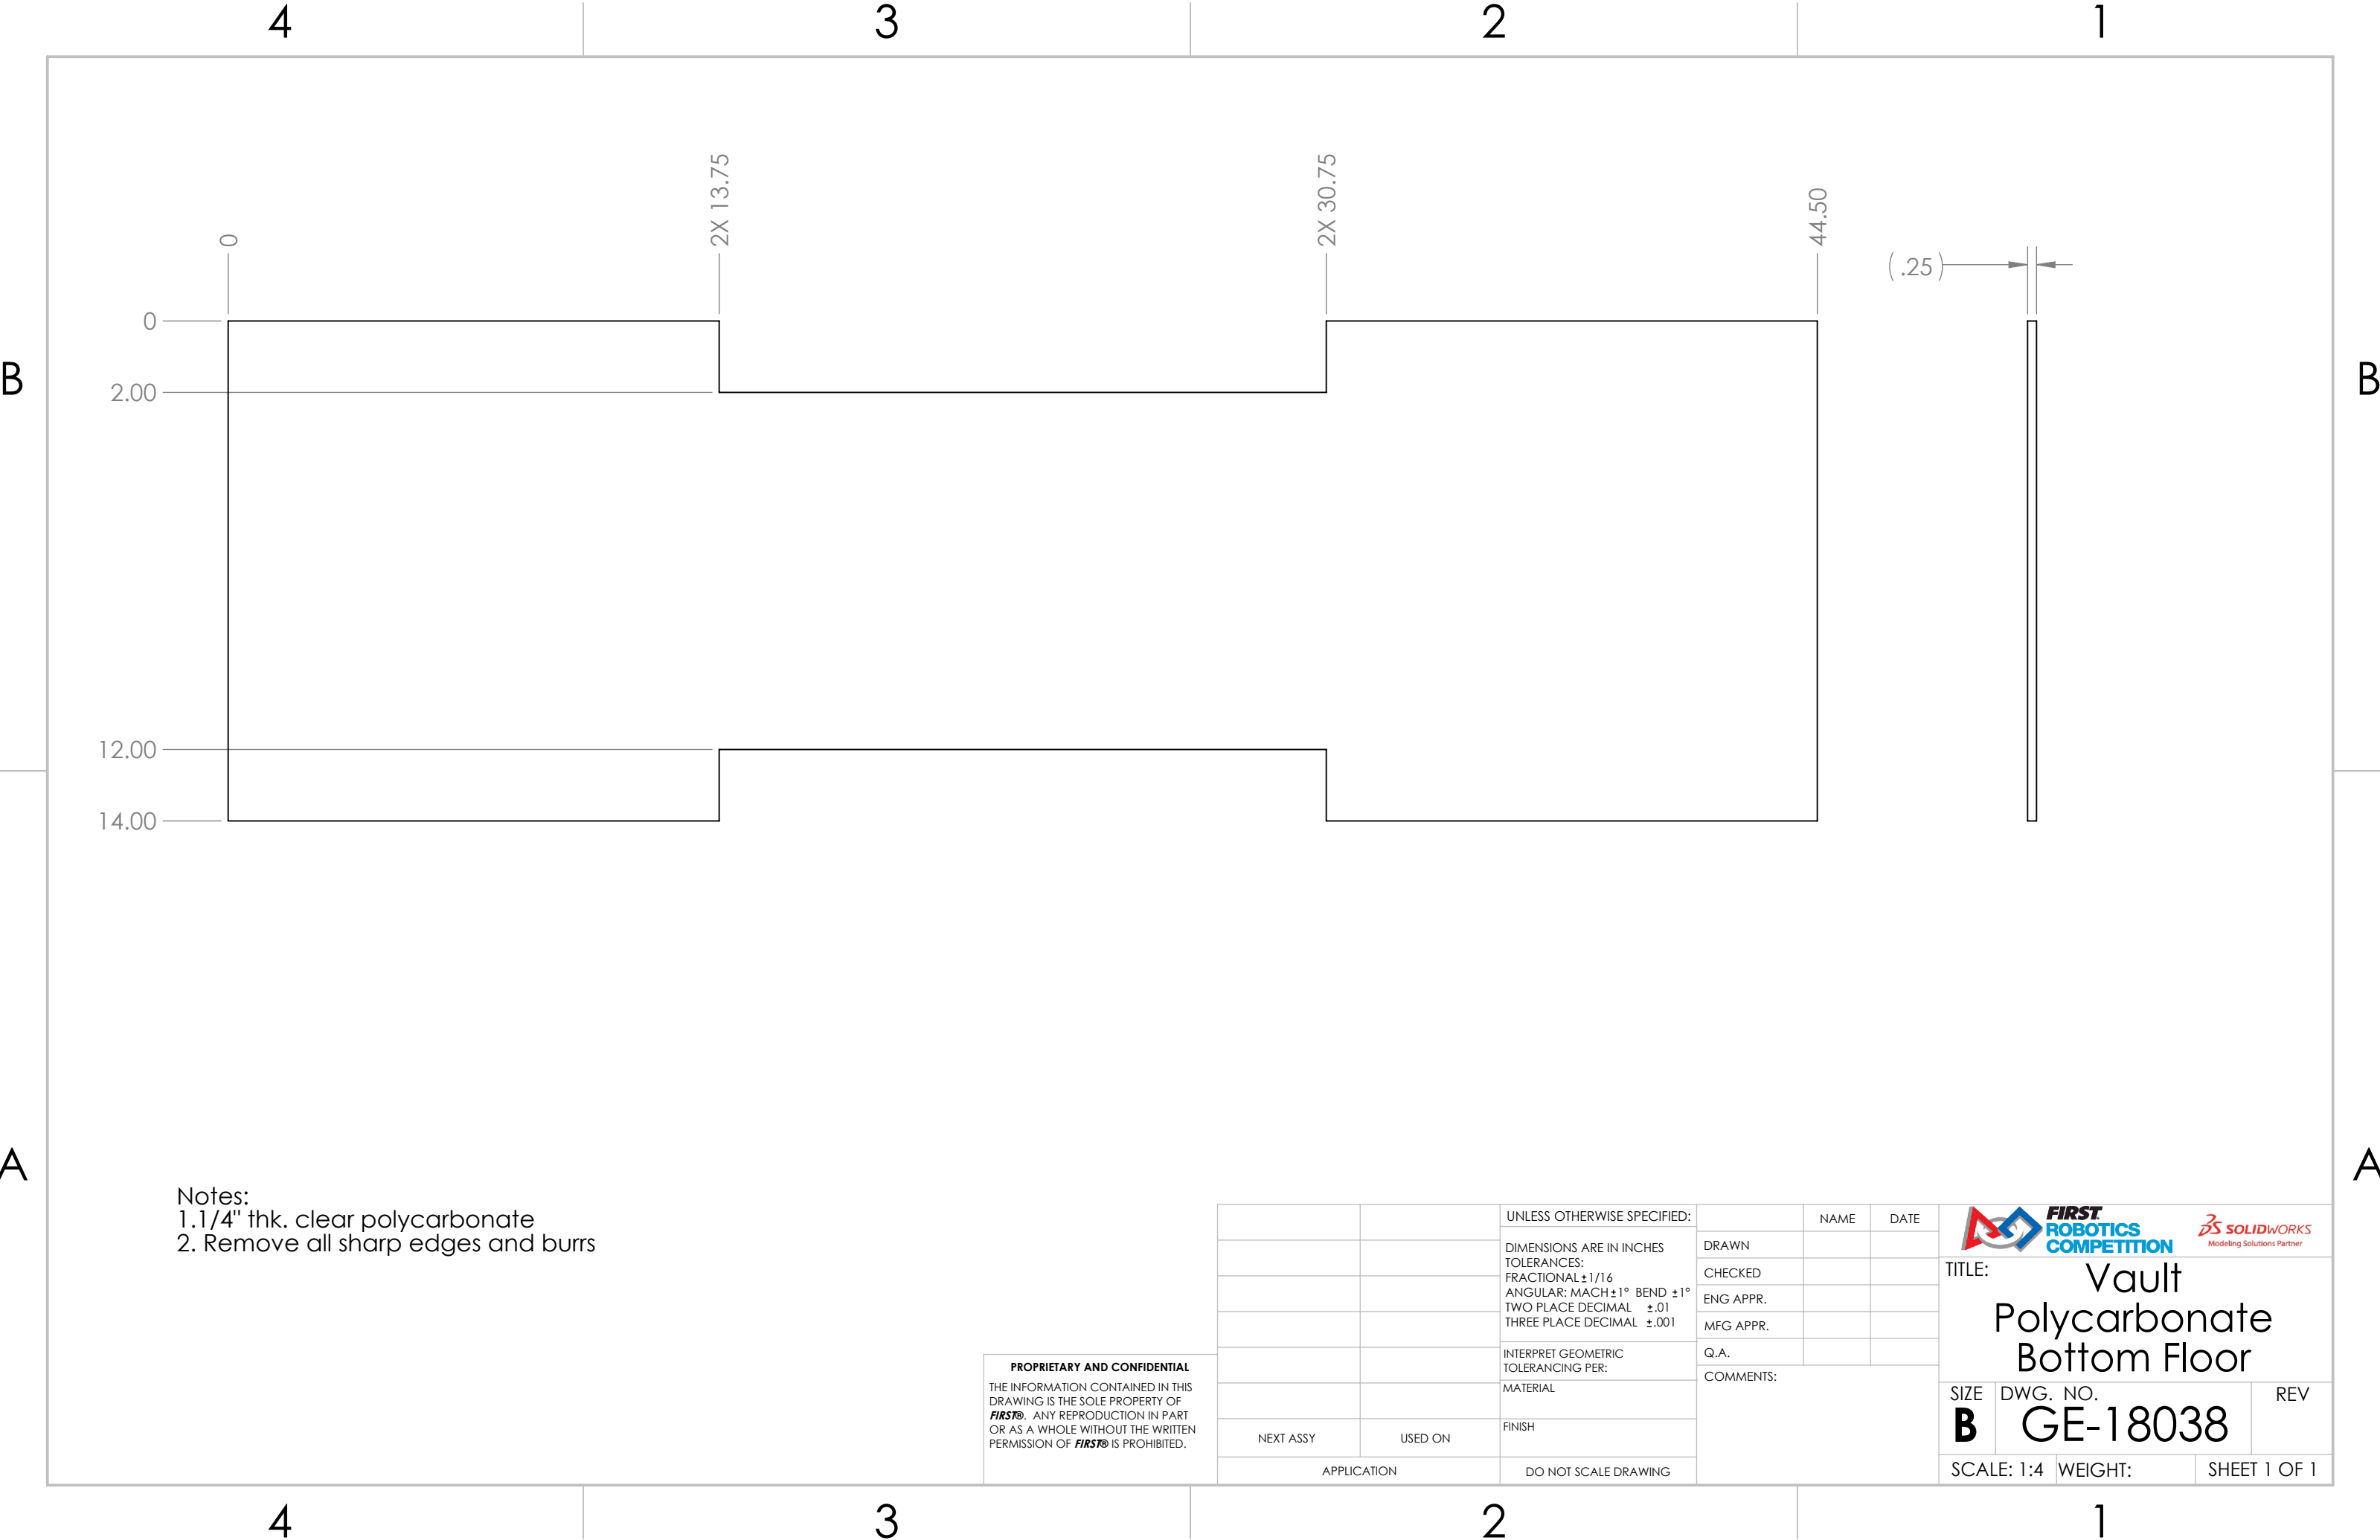 4 3 2 1
0
2X 13.75
2X 30.75
44.50
( .25 )
0
2.00
12.00
14.00
B B
A A
Notes:
1.1/4" thk. clear polycarbonate
2. Remove all sharp edges and burrs
PROPRIETARY AND CONFIDENTIAL
THE INFORMATION CONTAINED IN THIS
DRAWING IS THE SOLE PROPERTY OF
FIRST®. ANY REPRODUCTION IN PART
OR AS A WHOLE WITHOUT THE WRITTEN
PERMISSION OF FIRST® IS PROHIBITED.
NEXT ASSY USED ON
APPLICATION
UNLESS OTHERWISE SPECIFIED:
DIMENSIONS ARE IN INCHES
TOLERANCES:
FRACTIONAL ±1/16
ANGULAR: MACH ±1° BEND ±1°
TWO PLACE DECIMAL ±.01
THREE PLACE DECIMAL ±.001
INTERPRET GEOMETRIC
TOLERANCING PER:
MATERIAL
FINISH
DO NOT SCALE DRAWING
NAME DATE
DRAWN
CHECKED
ENG APPR.
MFG APPR.
Q.A.
COMMENTS:
FIRST
ROBOTICS
COMPETITION
SOLIDWORKS
Modeling Solutions Partner
TITLE:
Vault
Polycarbonate
Bottom Floor
SIZE DWG. NO. REV
B GE-18038
SCALE: 1:4 WEIGHT: SHEET 1 OF 1
4 3 2 1